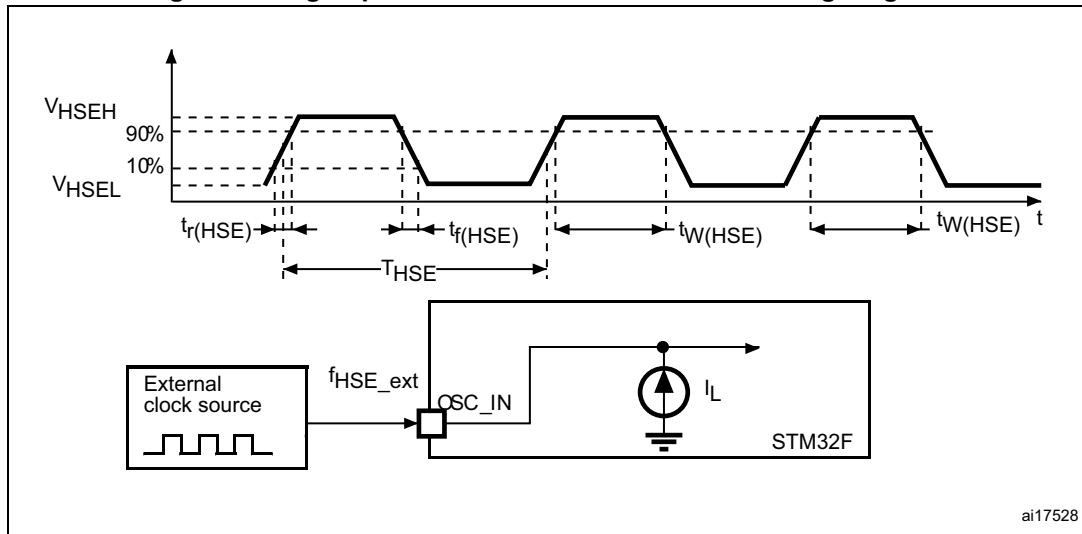 VHSEH
90%
10%
VHSEL
tr(HSE)
tf(HSE)
tW(HSE)
tW(HSE)
t
THSE
External
clock source
fHSE_ext
OSC_IN
IL
STM32F
ai17528